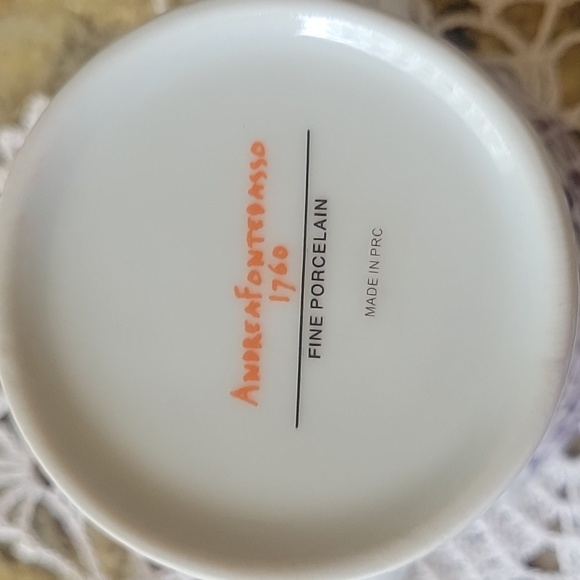 ANDREAFONTEBASSO
1760
FINE PORCELAIN
MADE IN PRC